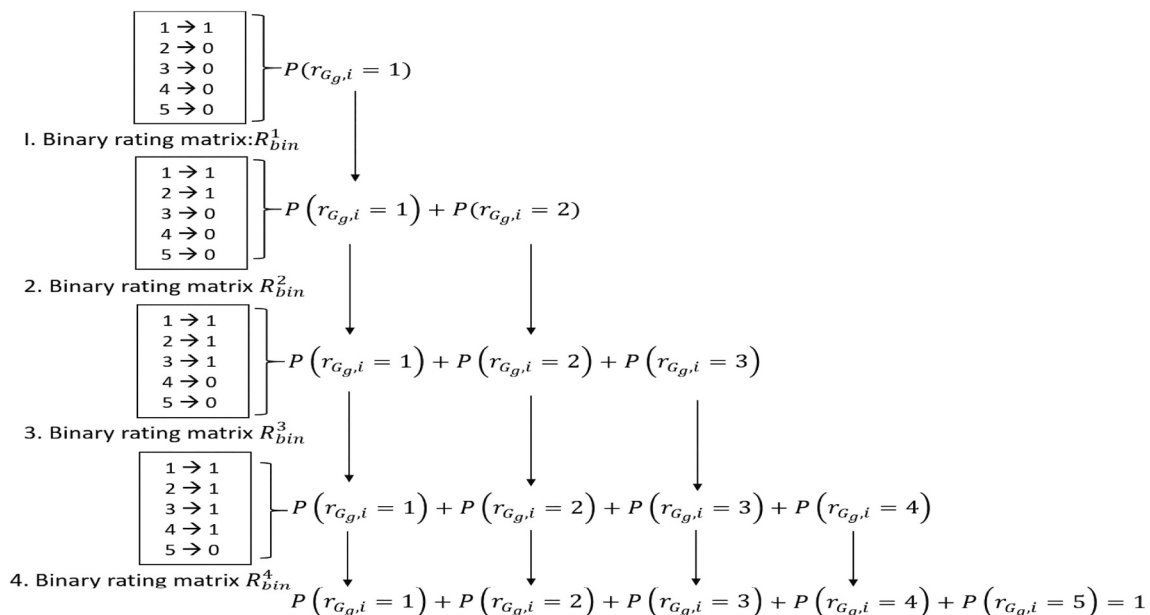 1 → 1
2 → 0
3 → 0
4 → 0
5 → 0
P(r_{G_g,i} = 1)
I. Binary rating matrix:R^1_{bin}
1 → 1
2 → 1
3 → 0
4 → 0
5 → 0
P(r_{G_g,i} = 1) + P(r_{G_g,i} = 2)
2. Binary rating matrix R^2_{bin}
1 → 1
2 → 1
3 → 1
4 → 0
5 → 0
P(r_{G_g,i} = 1) + P(r_{G_g,i} = 2) + P(r_{G_g,i} = 3)
3. Binary rating matrix R^3_{bin}
1 → 1
2 → 1
3 → 1
4 → 1
5 → 0
P(r_{G_g,i} = 1) + P(r_{G_g,i} = 2) + P(r_{G_g,i} = 3) + P(r_{G_g,i} = 4)
4. Binary rating matrix R^4_{bin}
P(r_{G_g,i} = 1) + P(r_{G_g,i} = 2) + P(r_{G_g,i} = 3) + P(r_{G_g,i} = 4) + P(r_{G_g,i} = 5) = 1